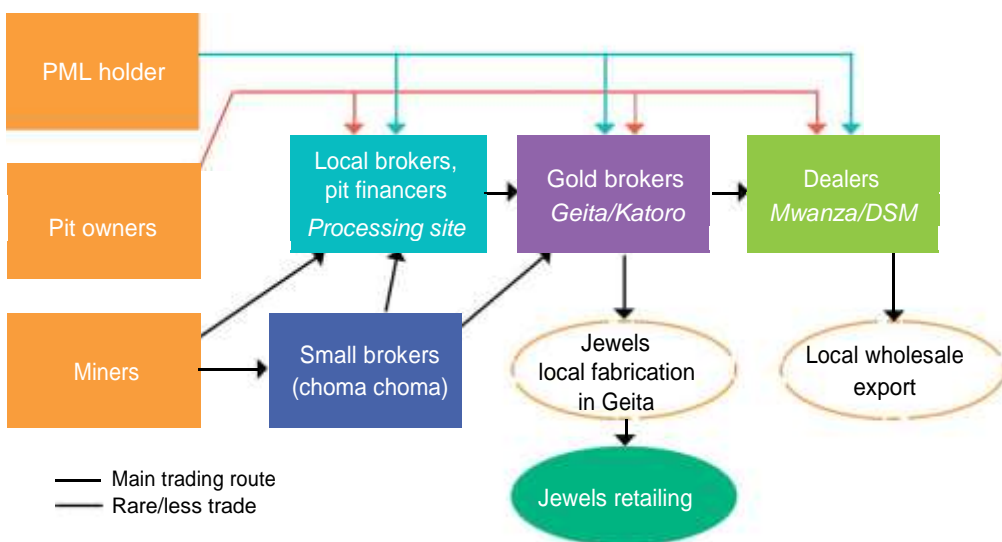 PML holder
Pit owners
Miners
Local brokers,
pit financers
Processing site
Gold brokers
Geita/Katoro
Dealers
Mwanza/DSM
Small brokers
(choma choma)
Jewels
local fabrication
in Geita
Local wholesale
export
Jewels retailing
Main trading route
Rare/less trade